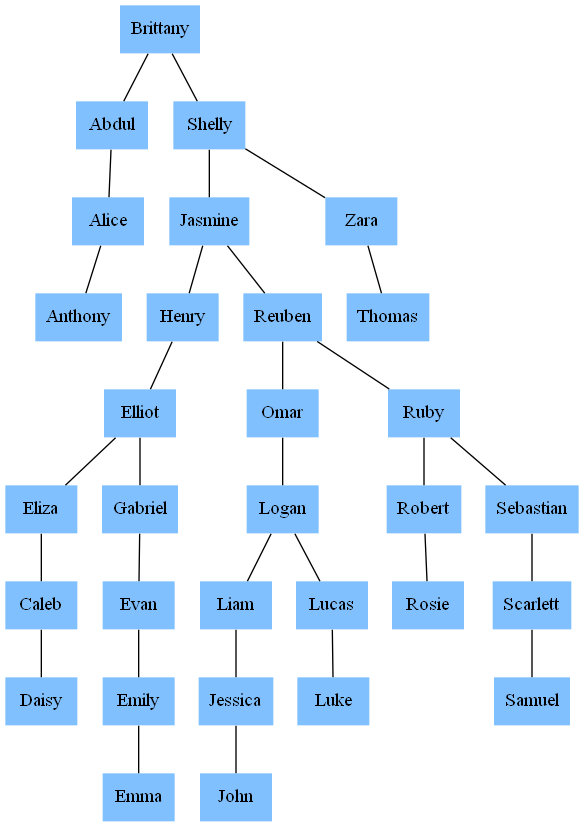 Brittany
Abdul
Shelly
Alice
Jasmine
Zara
Anthony
Henry
Reuben
Thomas
Elliot
Omar
Ruby
Eliza
Gabriel
Logan
Robert
Sebastian
Caleb
Evan
Liam
Lucas
Rosie
Scarlett
Daisy
Emily
Jessica
Luke
Samuel
Emma
John